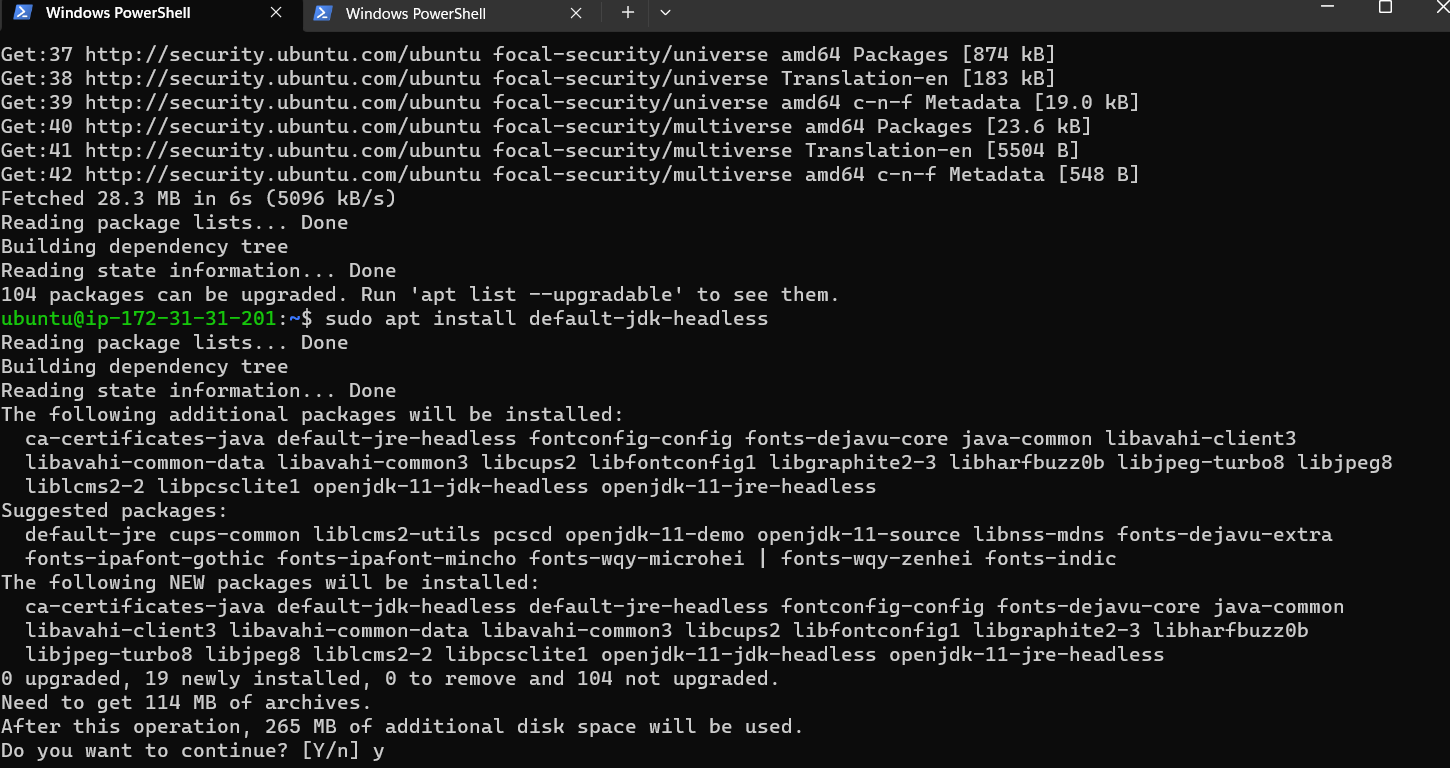 Windows PowerShell
Windows PowerShell
Get:37 http://security.ubuntu.com/ubuntu focal-security/universe amd64 Packages [874 kB]
Get:38 http://security.ubuntu.com/ubuntu focal-security/universe Translation-en [183 kB]
Get:39 http://security.ubuntu.com/ubuntu focal-security/universe amd64 c-n-f Metadata [19.0 kB]
Get:40 http://security.ubuntu.com/ubuntu focal-security/multiverse amd64 Packages [23.6 kB]
Get:41 http://security.ubuntu.com/ubuntu focal-security/multiverse Translation-en [5504 B]
Get:42 http://security.ubuntu.com/ubuntu focal-security/multiverse amd64 c-n-f Metadata [548 B]
Fetched 28.3 MB in 6s (5096 kB/s)
Reading package lists... Done
Building dependency tree
Reading state information... Done
104 packages can be upgraded. Run 'apt list --upgradable' to see them.
ubuntu@ip-172-31-31-201:~$ sudo apt install default-jdk-headless
Reading package lists... Done
Building dependency tree
Reading state information... Done
The following additional packages will be installed:
  ca-certificates-java default-jre-headless fontconfig-config fonts-dejavu-core java-common libavahi-client3
  libavahi-common-data libavahi-common3 libcups2 libfontconfig1 libgraphite2-3 libharfbuzz0b libjpeg-turbo8 libjpeg8
  liblcms2-2 libpcsclite1 openjdk-11-jdk-headless openjdk-11-jre-headless
Suggested packages:
  default-jre cups-common liblcms2-utils pcscd openjdk-11-demo openjdk-11-source libnss-mdns fonts-dejavu-extra
  fonts-ipafont-gothic fonts-ipafont-mincho fonts-wqy-microhei | fonts-wqy-zenhei fonts-indic
The following NEW packages will be installed:
  ca-certificates-java default-jdk-headless default-jre-headless fontconfig-config fonts-dejavu-core java-common
  libavahi-client3 libavahi-common-data libavahi-common3 libcups2 libfontconfig1 libgraphite2-3 libharfbuzz0b
  libjpeg-turbo8 libjpeg8 liblcms2-2 libpcsclite1 openjdk-11-jdk-headless openjdk-11-jre-headless
0 upgraded, 19 newly installed, 0 to remove and 104 not upgraded.
Need to get 114 MB of archives.
After this operation, 265 MB of additional disk space will be used.
Do you want to continue? [Y/n] y